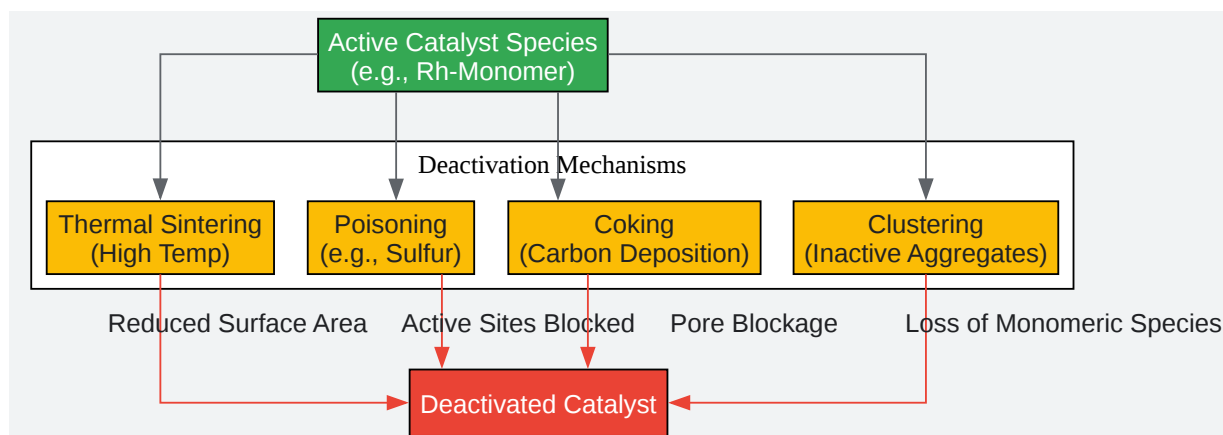 Active Catalyst Species
(e.g., Rh-Monomer)
Deactivation Mechanisms
Thermal Sintering
(High Temp)
Poisoning
(e.g., Sulfur)
Coking
(Carbon Deposition)
Clustering
(Inactive Aggregates)
Reduced Surface Area
Active Sites Blocked
Pore Blockage
Loss of Monomeric Species
Deactivated Catalyst